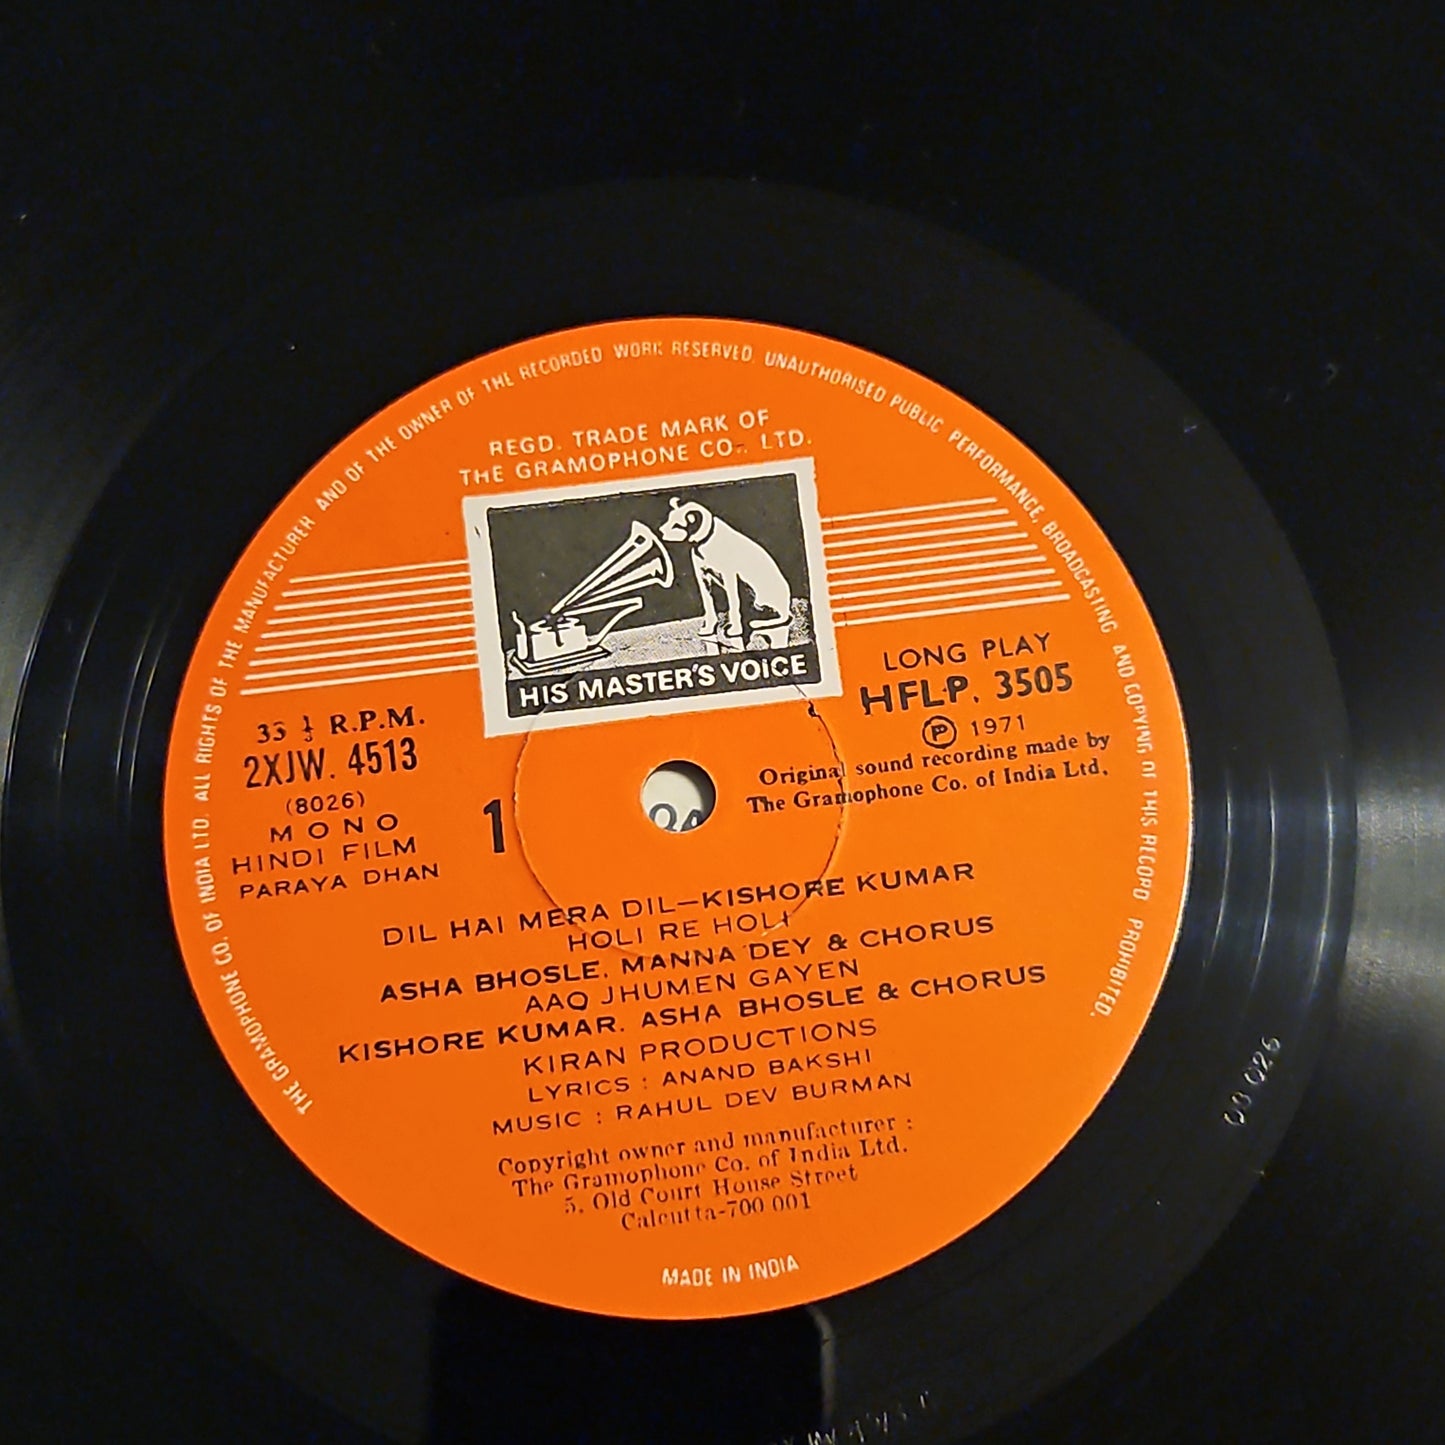 THE GRAMOPHONE CO. OF INDIA LTD. ALL RIGHTS OF THE MANUFACTURER AND OF THE OWNER OF THE RECORDED WORK RESERVED. UNAUTHORISED PUBLIC PERFORMANCE, BROADCASTING AND COPYING OF THIS RECORD PROHIBITED.
REGD. TRADE MARK OF
THE GRAMOPHONE CO. LTD.
HIS MASTER'S VOICE
LONG PLAY
HFLP. 3505
Ⓟ 1971
Original sound recording made by
The Gramophone Co. of India Ltd.
33 ⅓ R.P.M.
2XJW. 4513
(8026)
MONO
HINDI FILM
PARAYA DHAN
1
DIL HAI MERA DIL—KISHORE KUMAR
HOLI RE HOLI
ASHA BHOSLE, MANNA DEY & CHORUS
AAO JHUMEN GAYEN
KISHORE KUMAR, ASHA BHOSLE & CHORUS
KIRAN PRODUCTIONS
LYRICS : ANAND BAKSHI
MUSIC : RAHUL DEV BURMAN
Copyright owner and manufacturer :
The Gramophone Co. of India Ltd.
5, Old Court House Street
Calcutta-700 001
MADE IN INDIA